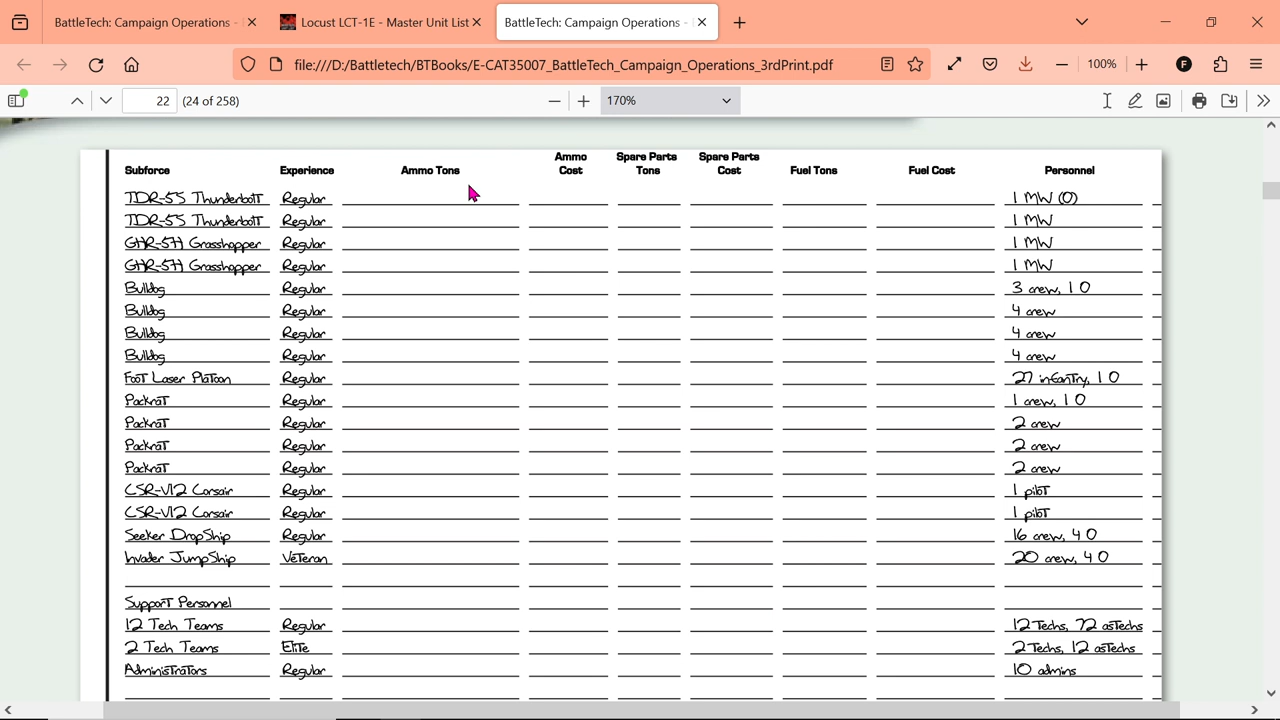 BattleTech: Campaign Operations - Locust LCT-1E - Master Unit List BattleTech: Campaign Operations -
file:///D:/Battletech/BTBooks/E-CAT35007_BattleTech_Campaign_Operations_3rdPrint.pdf 100% F
22 (24 of 258) 170%
Subforce Experience Ammo Tons Ammo Cost Spare Parts Tons Spare Parts Cost Fuel Tons Fuel Cost Personnel
TDR-5S Thunderbolt Regular 1 MW (O)
TDR-5S Thunderbolt Regular 1 MW
GHR-5H Grasshopper Regular 1 MW
GHR-5H Grasshopper Regular 1 MW
Bulldog Regular 3 crew, 1 O
Bulldog Regular 4 crew
Bulldog Regular 4 crew
Bulldog Regular 4 crew
Foot Laser Platoon Regular 27 infantry, 1 O
Packrat Regular 1 crew, 1 O
Packrat Regular 2 crew
Packrat Regular 2 crew
Packrat Regular 2 crew
CSR-V12 Corsair Regular 1 pilot
CSR-V12 Corsair Regular 1 pilot
Seeker DropShip Regular 16 crew, 4 O
Invader JumpShip Veteran 20 crew, 4 O
Support Personnel
12 Tech Teams Regular 12 Techs, 72 asTechs
2 Tech Teams Elite 2 Techs, 12 asTechs
Administrators Regular 10 admins